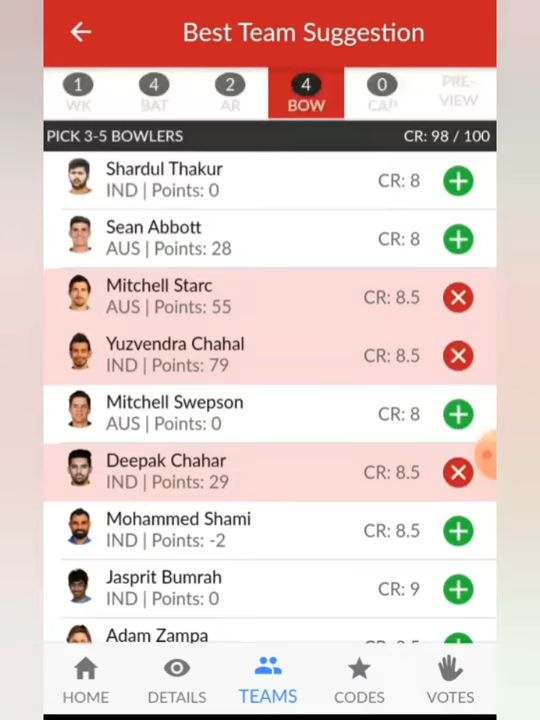 Best Team Suggestion
1 4 2 4 0 PRE-
WK BAT AR BOW CAP VIEW
PICK 3-5 BOWLERS CR: 98 / 100
Shardul Thakur
IND | Points: 0 CR: 8
Sean Abbott
AUS | Points: 28 CR: 8
Mitchell Starc
AUS | Points: 55 CR: 8.5
Yuzvendra Chahal
IND | Points: 79 CR: 8.5
Mitchell Swepson
AUS | Points: 0 CR: 8
Deepak Chahar
IND | Points: 29 CR: 8.5
Mohammed Shami
IND | Points: -2 CR: 8.5
Jasprit Bumrah
IND | Points: 0 CR: 9
Adam Zampa
HOME DETAILS TEAMS CODES VOTES